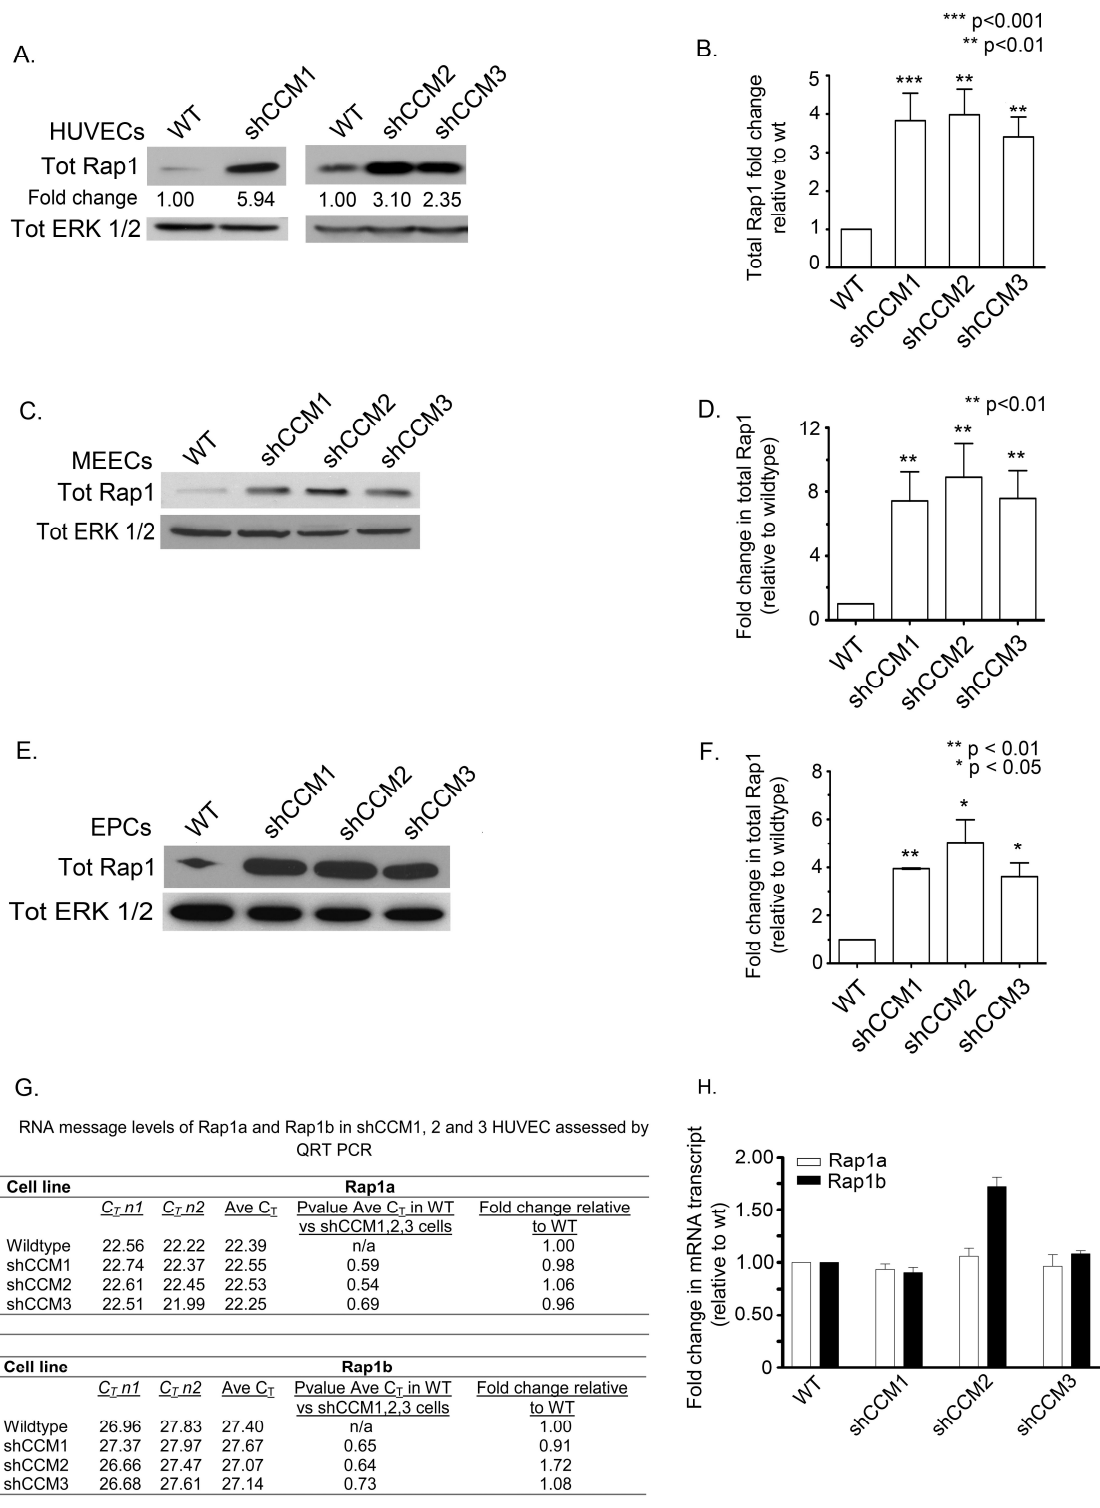 A.
HUVECs WT shCCM1 WT shCCM2 shCCM3
Tot Rap1
Fold change 1.00 5.94 1.00 3.10 2.35
Tot ERK 1/2
B.
*** p<0.001
** p<0.01
Total Rap1 fold change
relative to wt
5
4
3
2
1
0
*** ** **
WT shCCM1 shCCM2 shCCM3
C.
MEECs WT shCCM1 shCCM2 shCCM3
Tot Rap1
Tot ERK 1/2
D.
** p<0.01
Fold change in total Rap1
(relative to wildtype)
12
8
4
0
** ** **
WT shCCM1 shCCM2 shCCM3
E.
EPCs WT shCCM1 shCCM2 shCCM3
Tot Rap1
Tot ERK 1/2
F.
** p < 0.01
* p < 0.05
Fold change in total Rap1
(relative to wildtype)
8
6
4
2
0
** * *
WT shCCM1 shCCM2 shCCM3
G.
RNA message levels of Rap1a and Rap1b in shCCM1, 2 and 3 HUVEC assessed by
QRT PCR
Cell line Rap1a
CT n1 CT n2 Ave CT Pvalue Ave CT in WT Fold change relative
vs shCCM1,2,3 cells to WT
Wildtype 22.56 22.22 22.39 n/a 1.00
shCCM1 22.74 22.37 22.55 0.59 0.98
shCCM2 22.61 22.45 22.53 0.54 1.06
shCCM3 22.51 21.99 22.25 0.69 0.96
Cell line Rap1b
CT n1 CT n2 Ave CT Pvalue Ave CT in WT Fold change relative
vs shCCM1,2,3 cells to WT
Wildtype 26.96 27.83 27.40 n/a 1.00
shCCM1 27.37 27.97 27.67 0.65 0.91
shCCM2 26.66 27.47 27.07 0.64 1.72
shCCM3 26.68 27.61 27.14 0.73 1.08
H.
Fold change in mRNA transcript
(relative to wt)
Rap1a
Rap1b
2.00
1.50
1.00
0.50
0
WT shCCM1 shCCM2 shCCM3